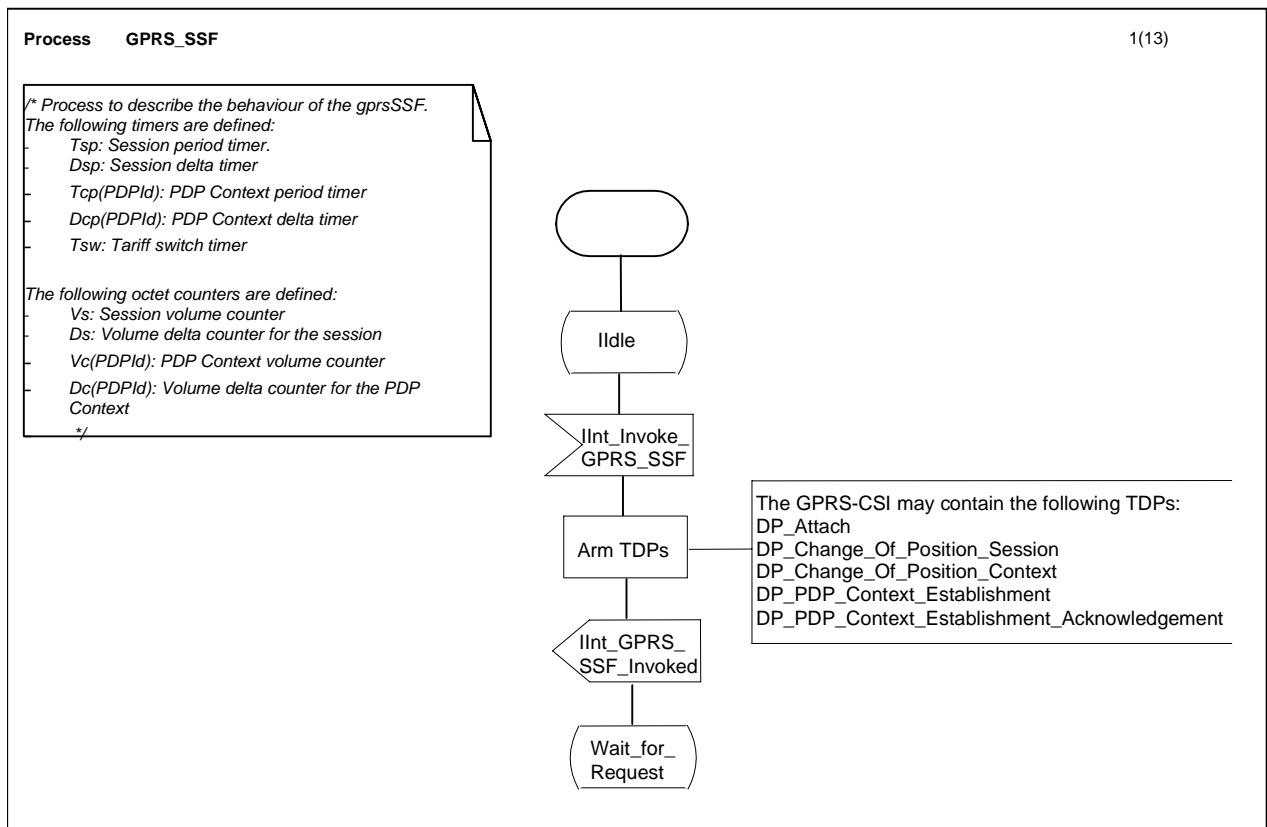 Process GPRS_SSF
1(13)
/* Process to describe the behaviour of the gprsSSF.
The following timers are defined:
- Tsp: Session period timer.
- Dsp: Session delta timer
- Tcp(PDPId): PDP Context period timer
- Dcp(PDPId): PDP Context delta timer
- Tsw: Tariff switch timer
The following octet counters are defined:
- Vs: Session volume counter
- Ds: Volume delta counter for the session
- Vc(PDPId): PDP Context volume counter
- Dc(PDPId): Volume delta counter for the PDP
Context
- */
IIdle
IInt_Invoke_
GPRS_SSF
Arm TDPs
The GPRS-CSI may contain the following TDPs:
DP_Attach
DP_Change_Of_Position_Session
DP_Change_Of_Position_Context
DP_PDP_Context_Establishment
DP_PDP_Context_Establishment_Acknowledgement
IInt_GPRS_
SSF_Invoked
Wait_for_
Request